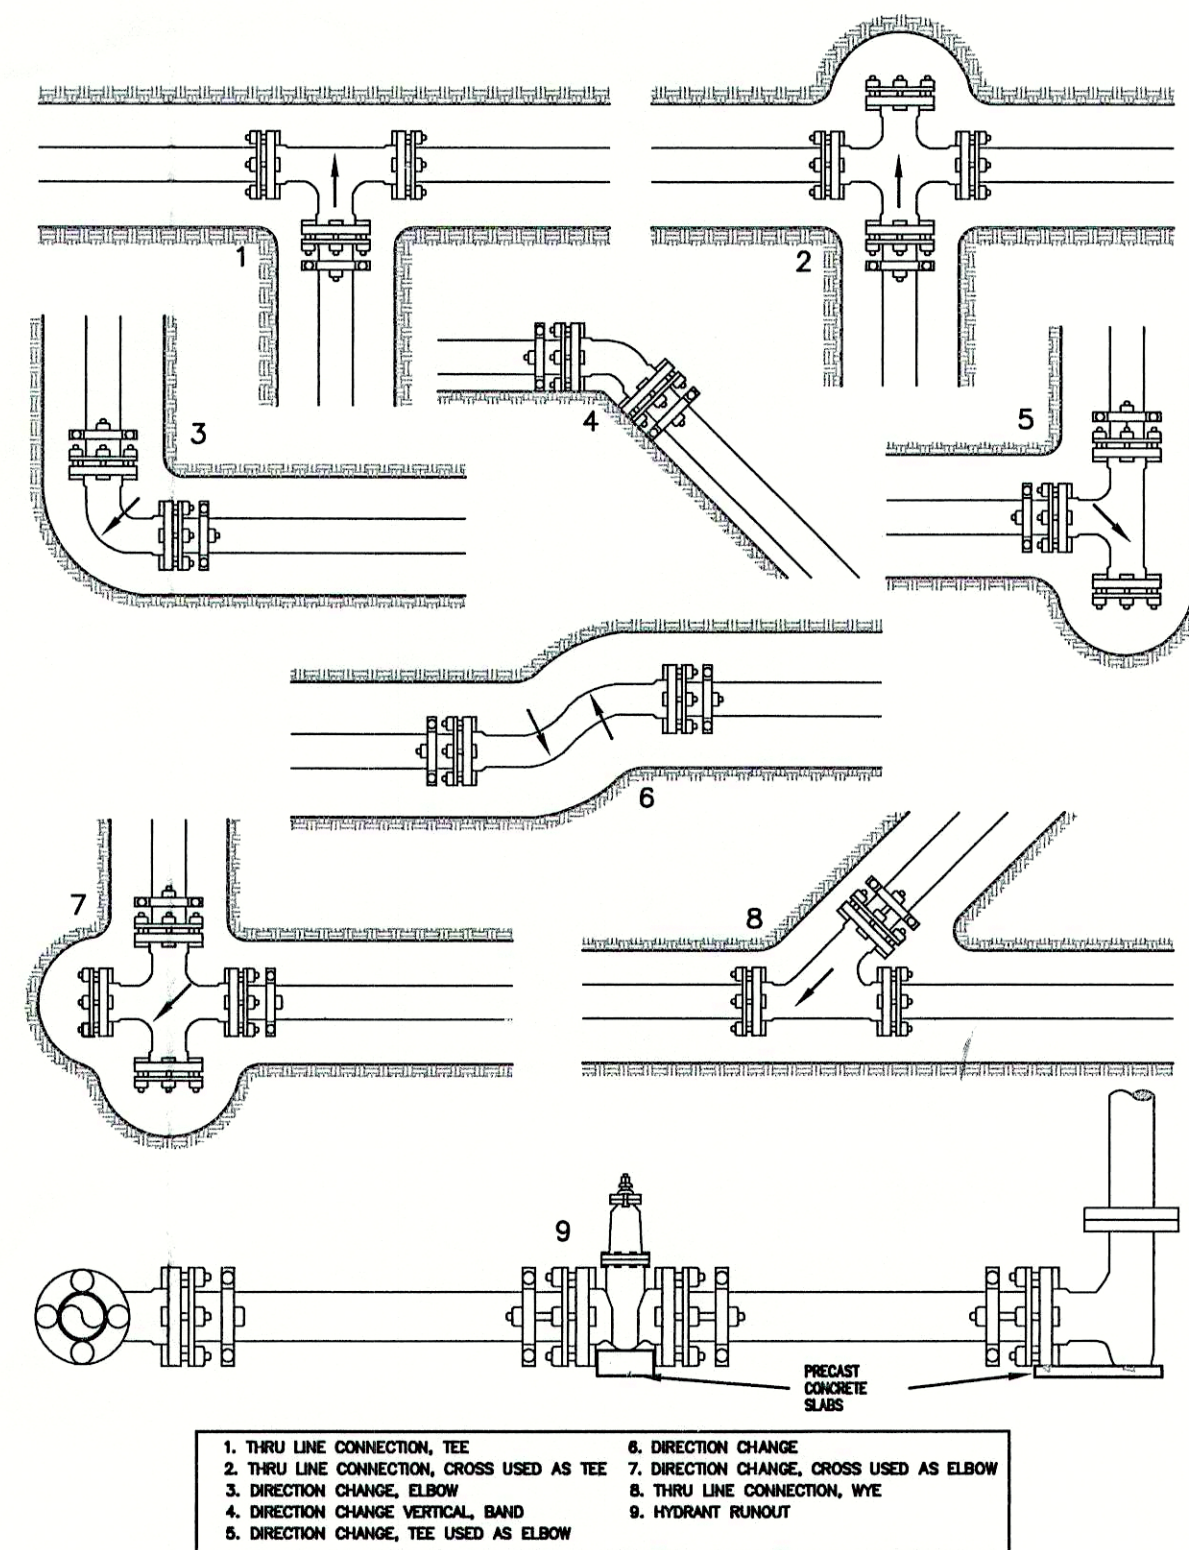 1
2
3
4
5
6
7
8
9
PRECAST
CONCRETE
SLABS
1. THRU LINE CONNECTION, TEE
2. THRU LINE CONNECTION, CROSS USED AS TEE
3. DIRECTION CHANGE, ELBOW
4. DIRECTION CHANGE VERTICAL, BAND
5. DIRECTION CHANGE, TEE USED AS ELBOW
6. DIRECTION CHANGE
7. DIRECTION CHANGE, CROSS USED AS ELBOW
8. THRU LINE CONNECTION, WYE
9. HYDRANT RUNOUT